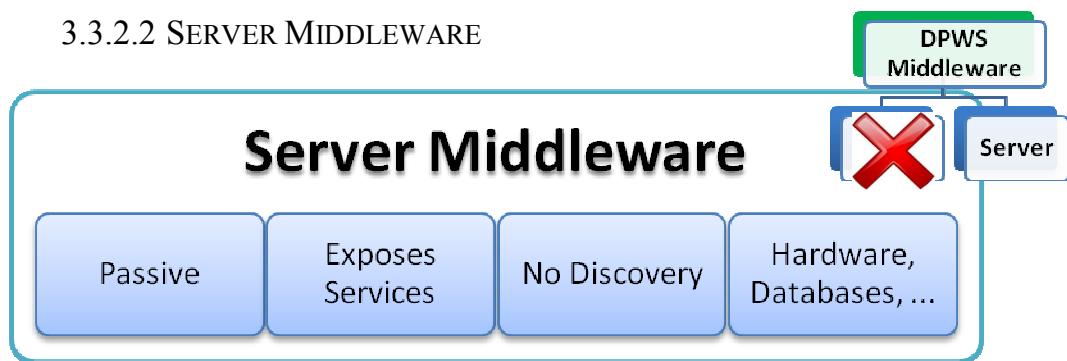 3.3.2.2 SERVER MIDDLEWARE
DPWS
Middleware
Server
Server Middleware
Passive
Exposes
Services
No Discovery
Hardware,
Databases, ...